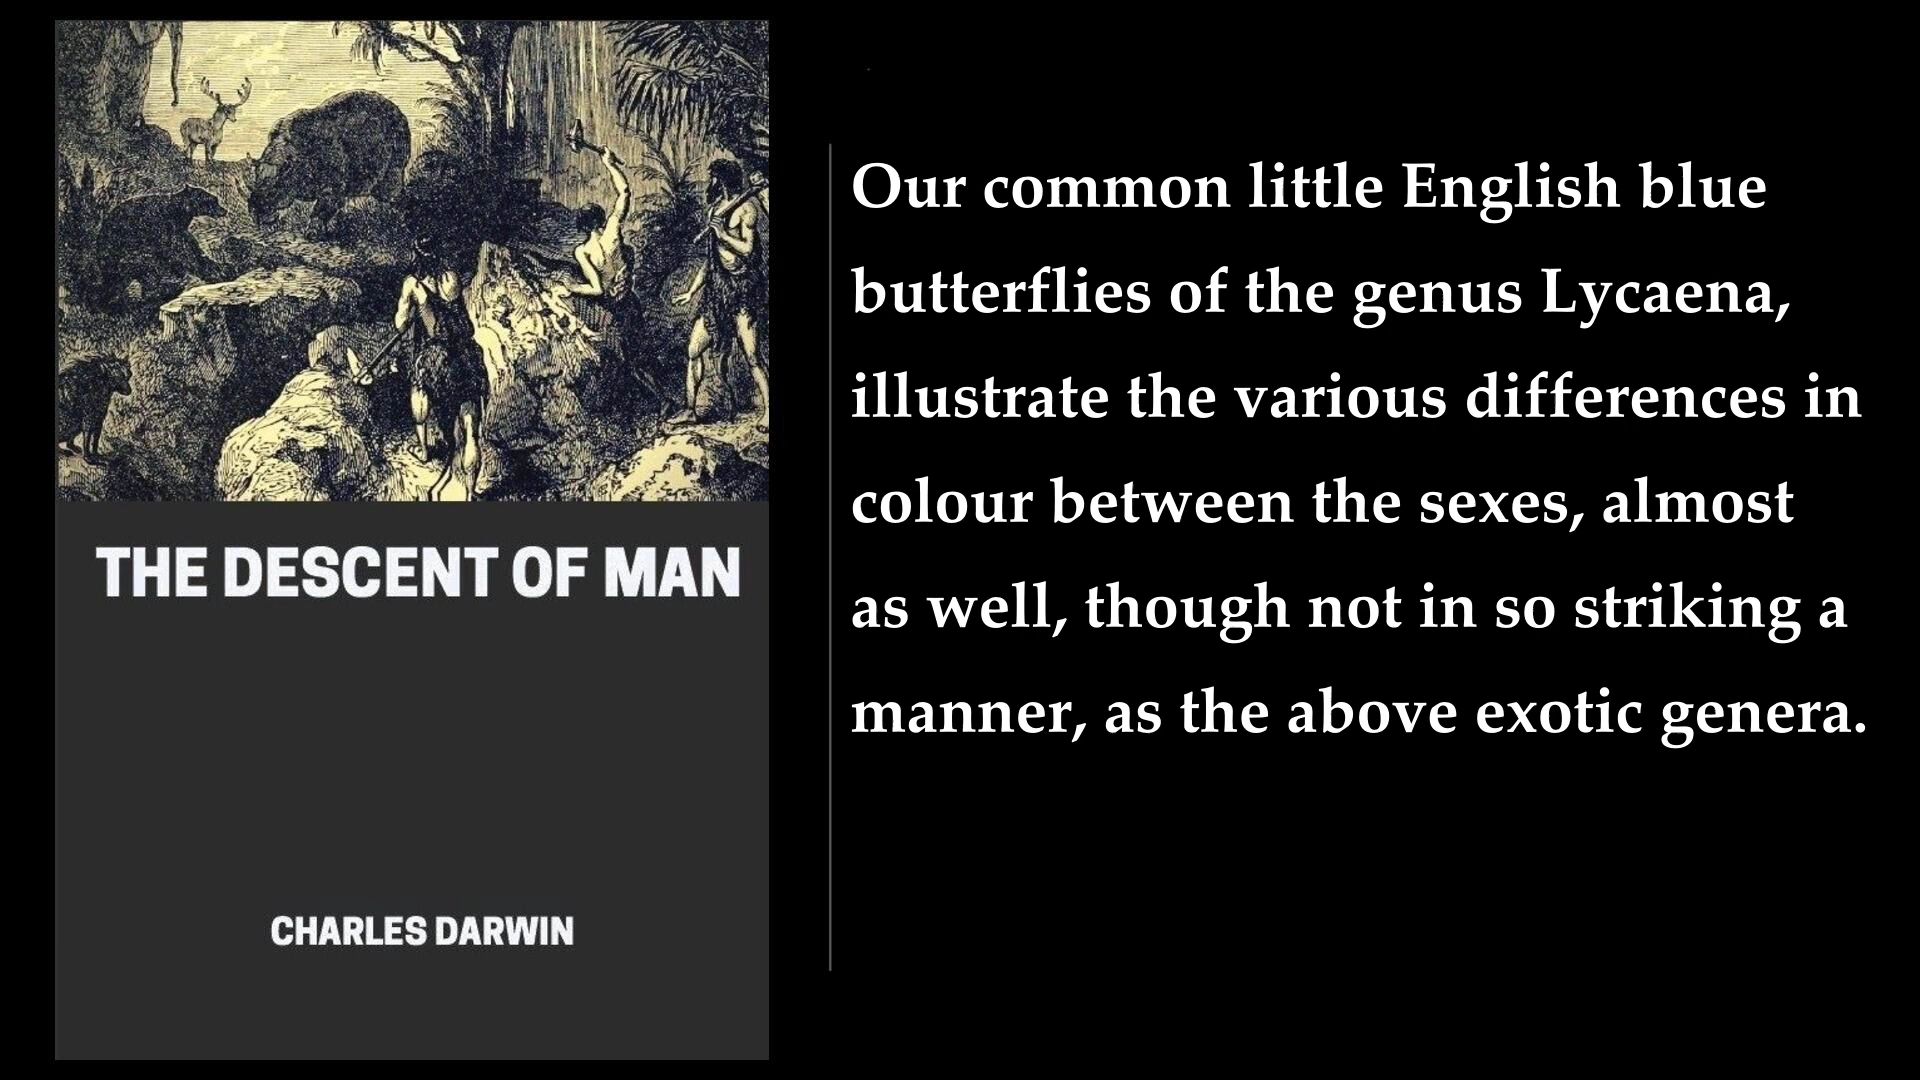 THE DESCENT OF MAN
CHARLES DARWIN
Our common little English blue
butterflies of the genus Lycaena,
illustrate the various differences in
colour between the sexes, almost
as well, though not in so striking a
manner, as the above exotic genera.